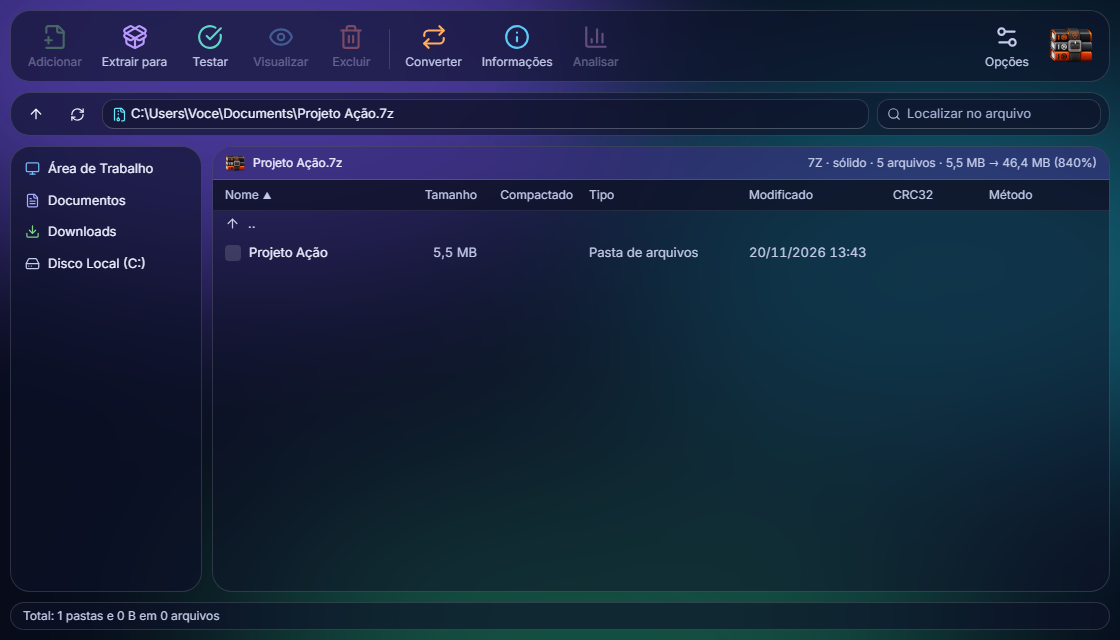 Adicionar
Extrair para
Testar
Visualizar
Excluir
Converter
Informações
Analisar
Opções
C:\Users\Voce\Documents\Projeto Ação.7z
Localizar no arquivo
Área de Trabalho
Documentos
Downloads
Disco Local (C:)
Projeto Ação.7z
7Z · sólido · 5 arquivos · 5,5 MB → 46,4 MB (840%)
Nome ▲ Tamanho Compactado Tipo Modificado CRC32 Método
..
Projeto Ação 5,5 MB Pasta de arquivos 20/11/2026 13:43
Total: 1 pastas e 0 B em 0 arquivos